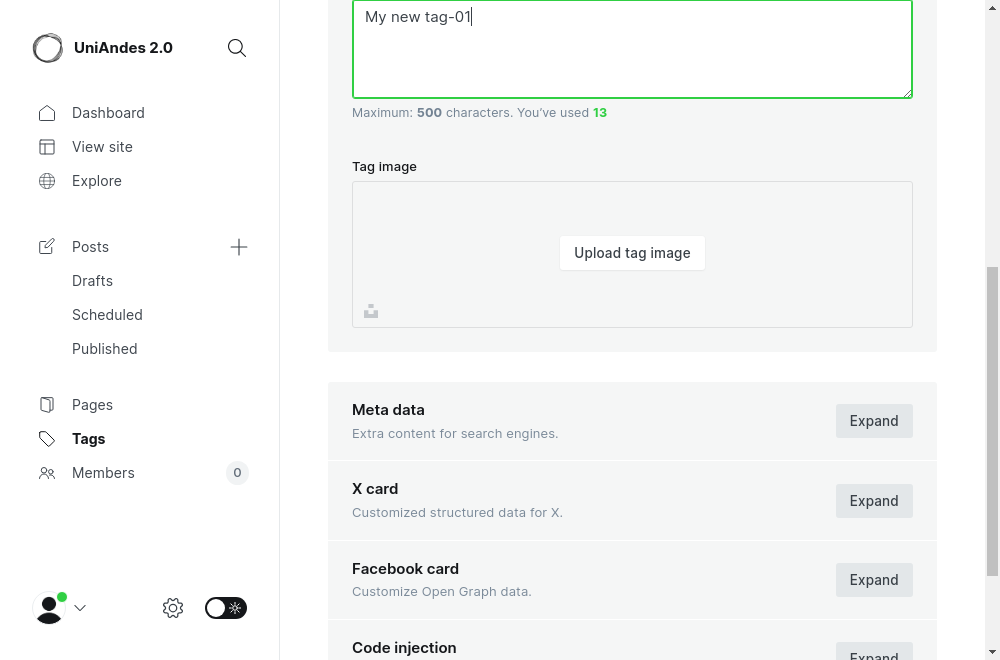 UniAndes 2.0
Dashboard
View site
Explore
Posts
Drafts
Scheduled
Published
Pages
Tags
Members
0
My new tag-01
Maximum: 500 characters. You’ve used 13
Tag image
Upload tag image
Meta data
Extra content for search engines.
Expand
X card
Customized structured data for X.
Expand
Facebook card
Customize Open Graph data.
Expand
Code injection
Expand